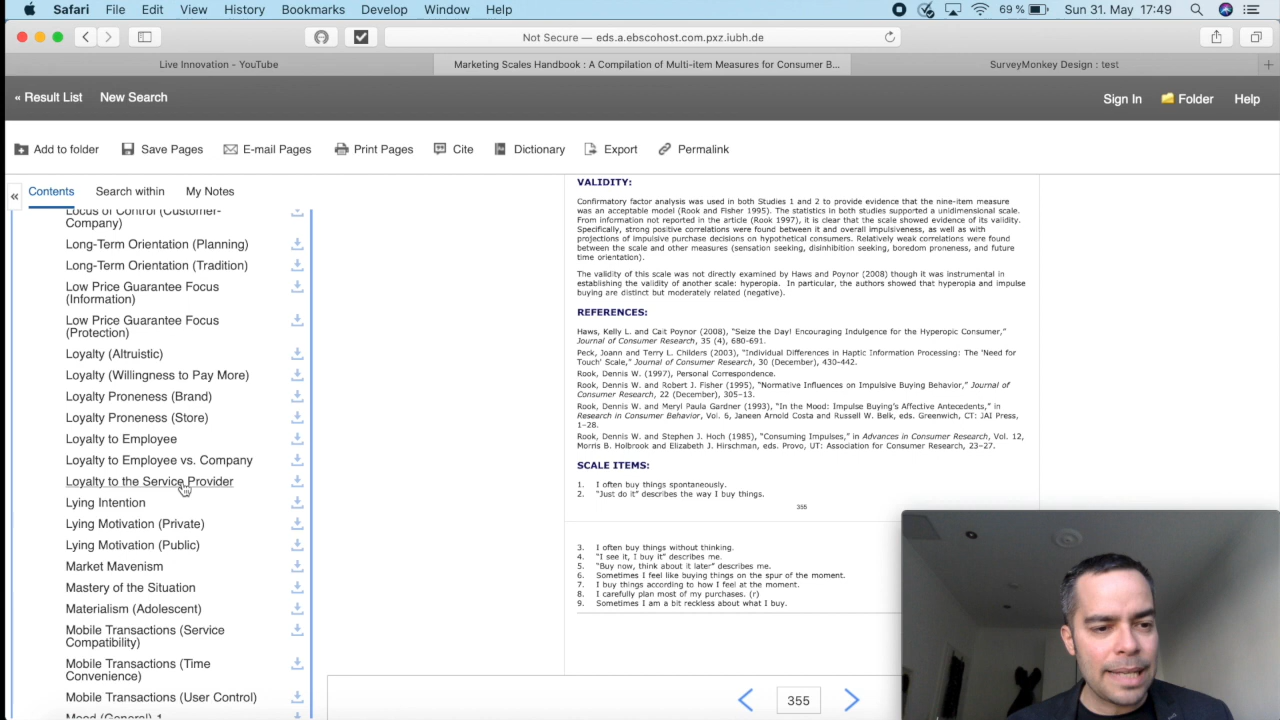 Safari File Edit View History Bookmarks Develop Window Help 69 % Sun 31. May 17:49
Not Secure — eds.a.ebscohost.com.pxz.iubh.de
Live Innovation - YouTube Marketing Scales Handbook : A Compilation of Multi-item Measures for Consumer B... SurveyMonkey Design : test
« Result List New Search Sign In Folder Help
Add to folder Save Pages E-mail Pages Print Pages Cite Dictionary Export Permalink
« Contents Search within My Notes
Locus of Control (Customer-
Company)
Long-Term Orientation (Planning)
Long-Term Orientation (Tradition)
Low Price Guarantee Focus
(Information)
Low Price Guarantee Focus
(Protection)
Loyalty (Altruistic)
Loyalty (Willingness to Pay More)
Loyalty Proneness (Brand)
Loyalty Proneness (Store)
Loyalty to Employee
Loyalty to Employee vs. Company
Loyalty to the Service Provider
Lying Intention
Lying Motivation (Private)
Lying Motivation (Public)
Market Mavenism
Mastery of the Situation
Materialism (Adolescent)
Mobile Transactions (Service
Compatibility)
Mobile Transactions (Time
Convenience)
Mobile Transactions (User Control)
Mood (General) 1
VALIDITY:
Confirmatory factor analysis was used in both Studies 1 and 2 to provide evidence that the nine-item measure
was an acceptable model (Rook and Fisher 1995). The statistics in both studies supported a unidimensional scale.
From information not reported in the article (Rook 1997), it is clear that the scale showed evidence of its validity.
Specifically, strong positive correlations were found between it and overall impulsiveness, as well as with
projections of impulsive purchase decisions on hypothetical consumers. Relatively weak correlations were found
between the scale and other measures (sensation seeking, disinhibition seeking, boredom proneness, and future
time orientation).
The validity of this scale was not directly examined by Haws and Poynor (2008) though it was instrumental in
establishing the validity of another scale: hyperopia. In particular, the authors showed that hyperopia and impulse
buying are distinct but moderately related (negative).
REFERENCES:
Haws, Kelly L. and Cait Poynor (2008), “Seize the Day! Encouraging Indulgence for the Hyperopic Consumer,”
Journal of Consumer Research, 35 (4), 680-691.
Peck, Joann and Terry L. Childers (2003), “Individual Differences in Haptic Information Processing: The ‘Need for
Touch’ Scale,” Journal of Consumer Research, 30 (December), 430-442.
Rook, Dennis W. (1997), Personal Correspondence.
Rook, Dennis W. and Robert J. Fisher (1995), “Normative Influences on Impulsive Buying Behavior,” Journal of
Consumer Research, 22 (December), 305–13.
Rook, Dennis W. and Meryl Paula Gardner (1993), “In the Mood: Impulse Buying’s Affective Antecedents,” in
Research in Consumer Behavior, Vol. 6, Janeen Arnold Costa and Russell W. Belk, eds. Greenwich, CT: JAI Press,
1–28.
Rook, Dennis W. and Stephen J. Hoch (1985), “Consuming Impulses,” in Advances in Consumer Research, Vol. 12,
Morris B. Holbrook and Elizabeth J. Hirschman, eds. Provo, UT: Association for Consumer Research, 23–27.
SCALE ITEMS:
1. I often buy things spontaneously.
2. “Just do it” describes the way I buy things.
355
3. I often buy things without thinking.
4. “I see it, I buy it” describes me.
5. “Buy now, think about it later” describes me.
6. Sometimes I feel like buying things on the spur of the moment.
7. I buy things according to how I feel at the moment.
8. I carefully plan most of my purchases. (r)
9. Sometimes I am a bit reckless about what I buy.
355